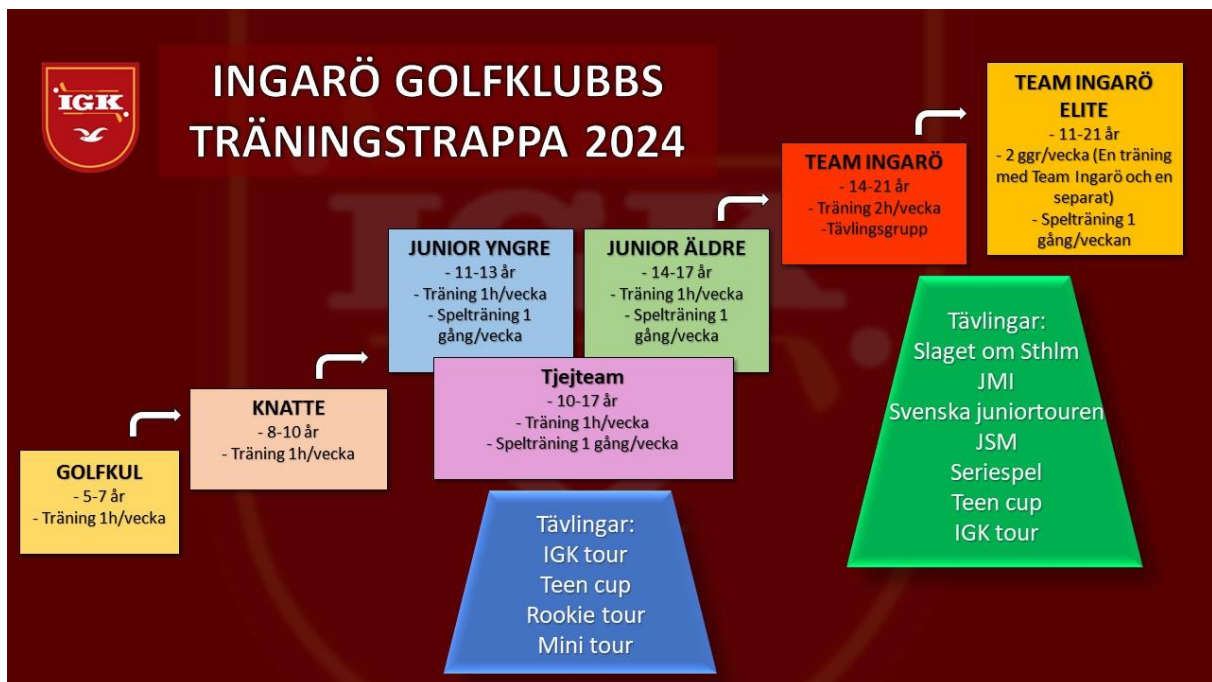 IGK
INGARÖ GOLFKLUBBS
TRÄNINGSTRAPPA 2024
GOLFKUL
- 5-7 år
- Träning 1h/vecka
KNATTE
- 8-10 år
- Träning 1h/vecka
JUNIOR YNGRE
- 11-13 år
- Träning 1h/vecka
- Spelträning 1
gång/vecka
JUNIOR ÄLDRE
- 14-17 år
- Träning 1h/vecka
- Spelträning 1
gång/vecka
Tjejteam
- 10-17 år
- Träning 1h/vecka
- Spelträning 1 gång/vecka
TEAM INGARÖ
- 14-21 år
- Träning 2h/vecka
-Tävlingsgrupp
TEAM INGARÖ
ELITE
- 11-21 år
- 2 ggr/vecka (En träning
med Team Ingarö och en
separat)
- Spelträning 1
gång/veckan
Tävlingar:
IGK tour
Teen cup
Rookie tour
Mini tour
Tävlingar:
Slaget om Sthlm
JMI
Svenska juniortouren
JSM
Seriespel
Teen cup
IGK tour